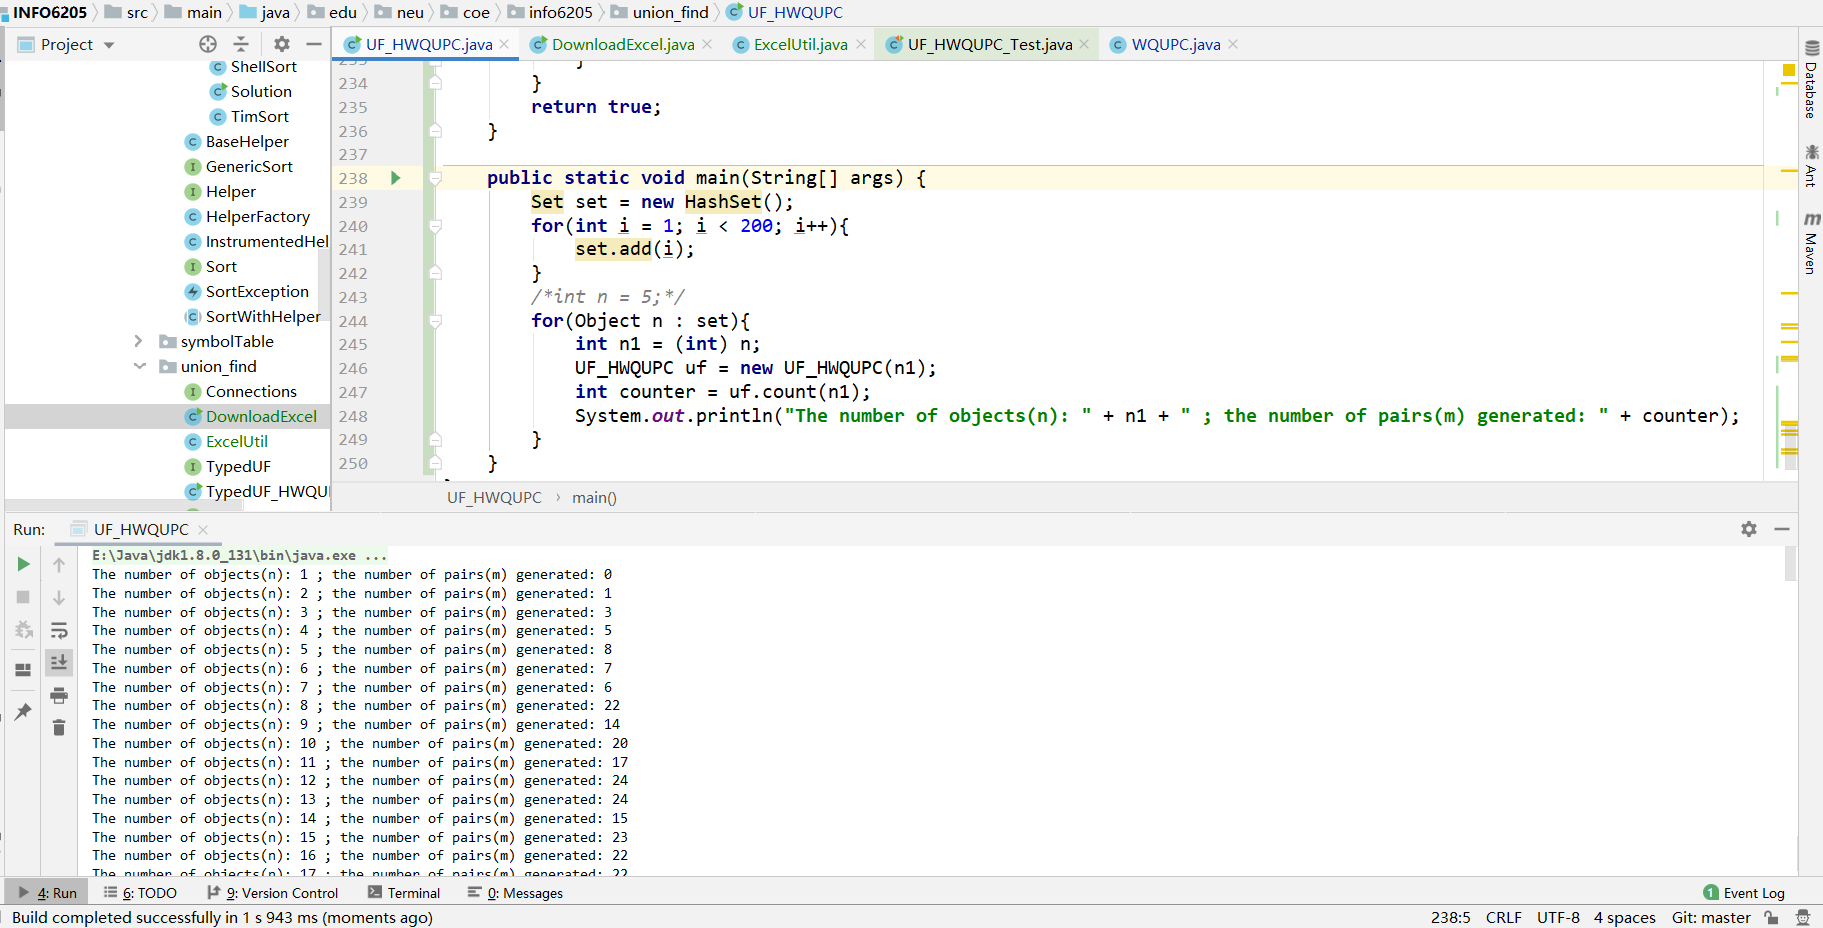 INFO6205 src main java edu neu coe info6205 union_find UF_HWQUPC
Project
UF_HWQUPC.java DownloadExcel.java ExcelUtil.java UF_HWQUPC_Test.java WQUPC.java
ShellSort
Solution
TimSort
BaseHelper
GenericSort
Helper
HelperFactory
InstrumentedHel
Sort
SortException
SortWithHelper
symbolTable
union_find
Connections
DownloadExcel
ExcelUtil
TypedUF
TypedUF_HWQU
234 }
235 return true;
236 }
237
238 public static void main(String[] args) {
239 Set set = new HashSet();
240 for(int i = 1; i < 200; i++){
241 set.add(i);
242 }
243 /*int n = 5;*/
244 for(Object n : set){
245 int n1 = (int) n;
246 UF_HWQUPC uf = new UF_HWQUPC(n1);
247 int counter = uf.count(n1);
248 System.out.println("The number of objects(n): " + n1 + " ; the number of pairs(m) generated: " + counter);
249 }
250 }
UF_HWQUPC › main()
Database
Ant
m Maven
Run: UF_HWQUPC
E:\Java\jdk1.8.0_131\bin\java.exe ...
The number of objects(n): 1 ; the number of pairs(m) generated: 0
The number of objects(n): 2 ; the number of pairs(m) generated: 1
The number of objects(n): 3 ; the number of pairs(m) generated: 3
The number of objects(n): 4 ; the number of pairs(m) generated: 5
The number of objects(n): 5 ; the number of pairs(m) generated: 8
The number of objects(n): 6 ; the number of pairs(m) generated: 7
The number of objects(n): 7 ; the number of pairs(m) generated: 6
The number of objects(n): 8 ; the number of pairs(m) generated: 22
The number of objects(n): 9 ; the number of pairs(m) generated: 14
The number of objects(n): 10 ; the number of pairs(m) generated: 20
The number of objects(n): 11 ; the number of pairs(m) generated: 17
The number of objects(n): 12 ; the number of pairs(m) generated: 24
The number of objects(n): 13 ; the number of pairs(m) generated: 24
The number of objects(n): 14 ; the number of pairs(m) generated: 15
The number of objects(n): 15 ; the number of pairs(m) generated: 23
The number of objects(n): 16 ; the number of pairs(m) generated: 22
The number of objects(n): 17 ; the number of pairs(m) generated: 22
4: Run 6: TODO 9: Version Control Terminal 0: Messages 1 Event Log
Build completed successfully in 1 s 943 ms (moments ago) 238:5 CRLF UTF-8 4 spaces Git: master